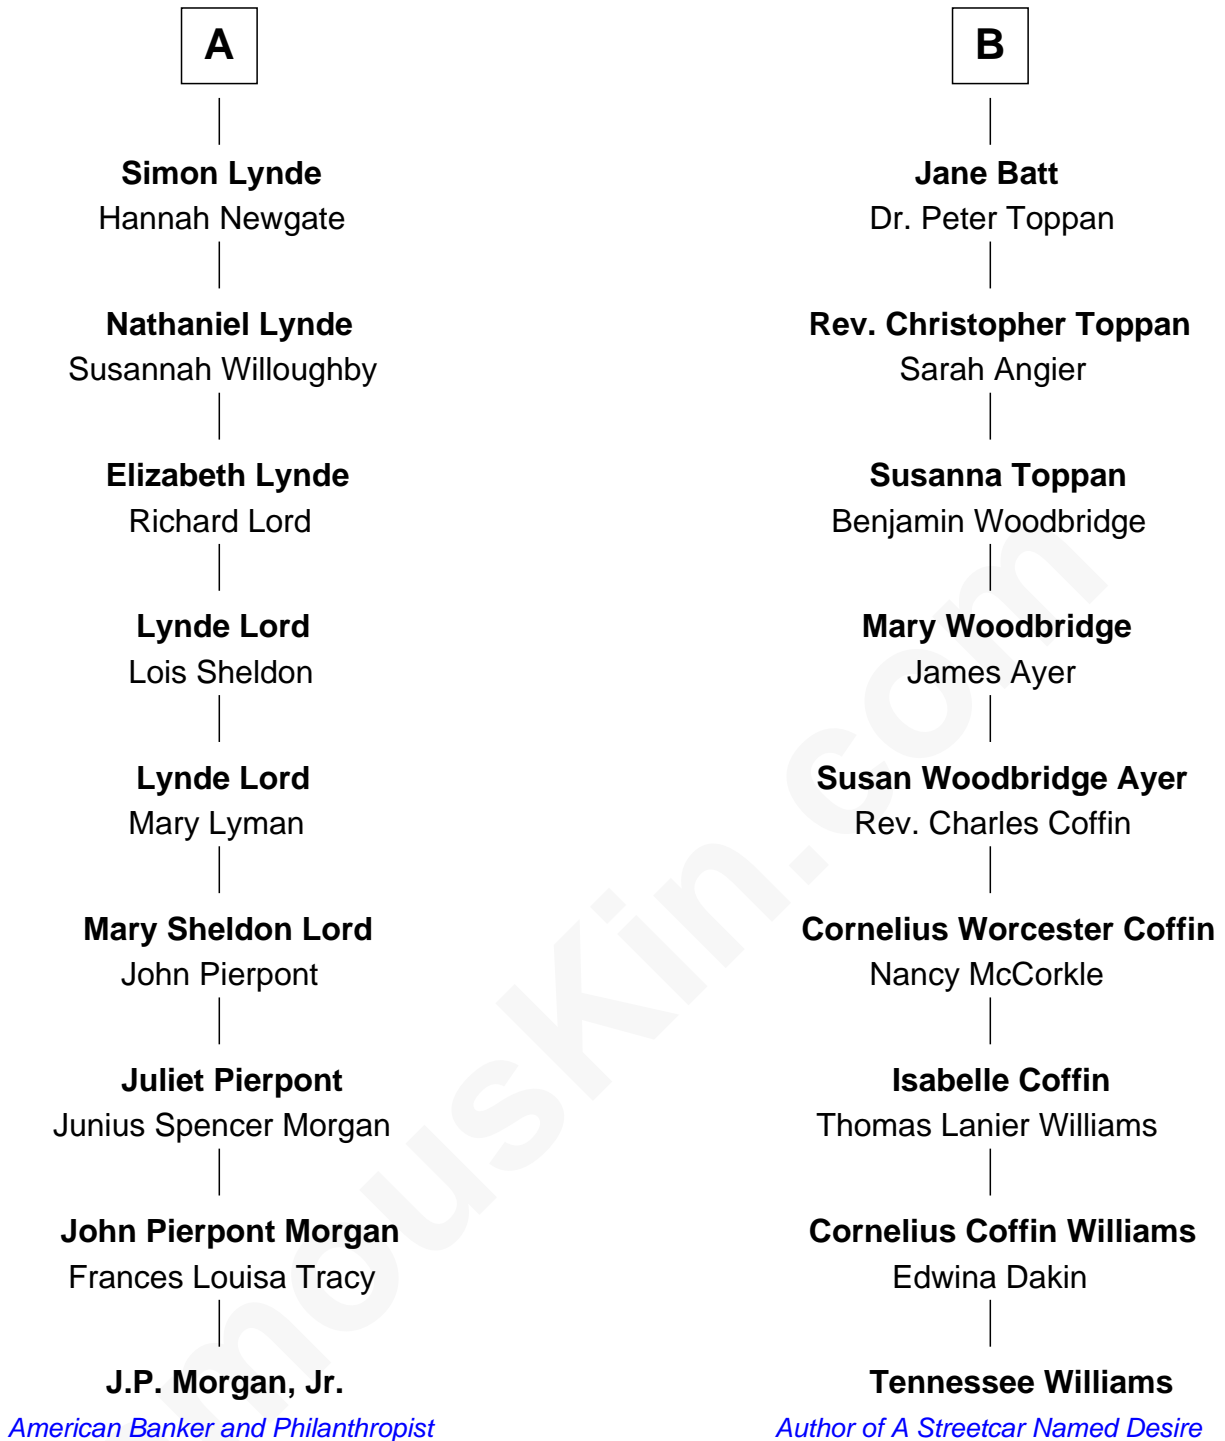 A
Simon Lynde
Hannah Newgate
Nathaniel Lynde
Susannah Willoughby
Elizabeth Lynde
Richard Lord
Lynde Lord
Lois Sheldon
Lynde Lord
Mary Lyman
Mary Sheldon Lord
John Pierpont
Juliet Pierpont
Junius Spencer Morgan
John Pierpont Morgan
Frances Louisa Tracy
J.P. Morgan, Jr.
American Banker and Philanthropist
B
Jane Batt
Dr. Peter Toppan
Rev. Christopher Toppan
Sarah Angier
Susanna Toppan
Benjamin Woodbridge
Mary Woodbridge
James Ayer
Susan Woodbridge Ayer
Rev. Charles Coffin
Cornelius Worcester Coffin
Nancy McCorkle
Isabelle Coffin
Thomas Lanier Williams
Cornelius Coffin Williams
Edwina Dakin
Tennessee Williams
Author of A Streetcar Named Desire
mousKin.com